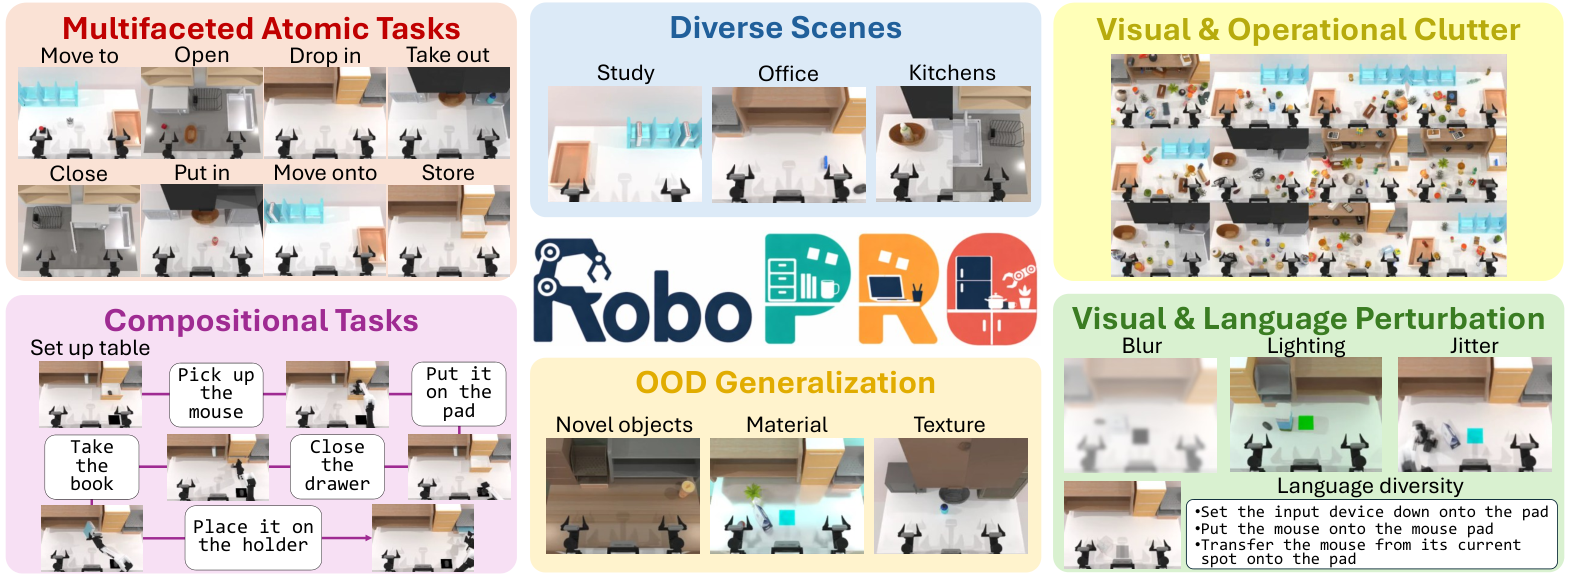 Multifaceted Atomic Tasks
Move to
Open
Drop in
Take out
Close
Put in
Move onto
Store
Compositional Tasks
Set up table
Pick up
the
mouse
Put it
on the
pad
Take
the
book
Close
the
drawer
Place it on
the holder
Diverse Scenes
Study
Office
Kitchens
Robo PRO
OOD Generalization
Novel objects
Material
Texture
Visual & Operational Clutter
Visual & Language Perturbation
Blur
Lighting
Jitter
Language diversity
•Set the input device down onto the pad
•Put the mouse onto the mouse pad
•Transfer the mouse from its current
spot onto the pad